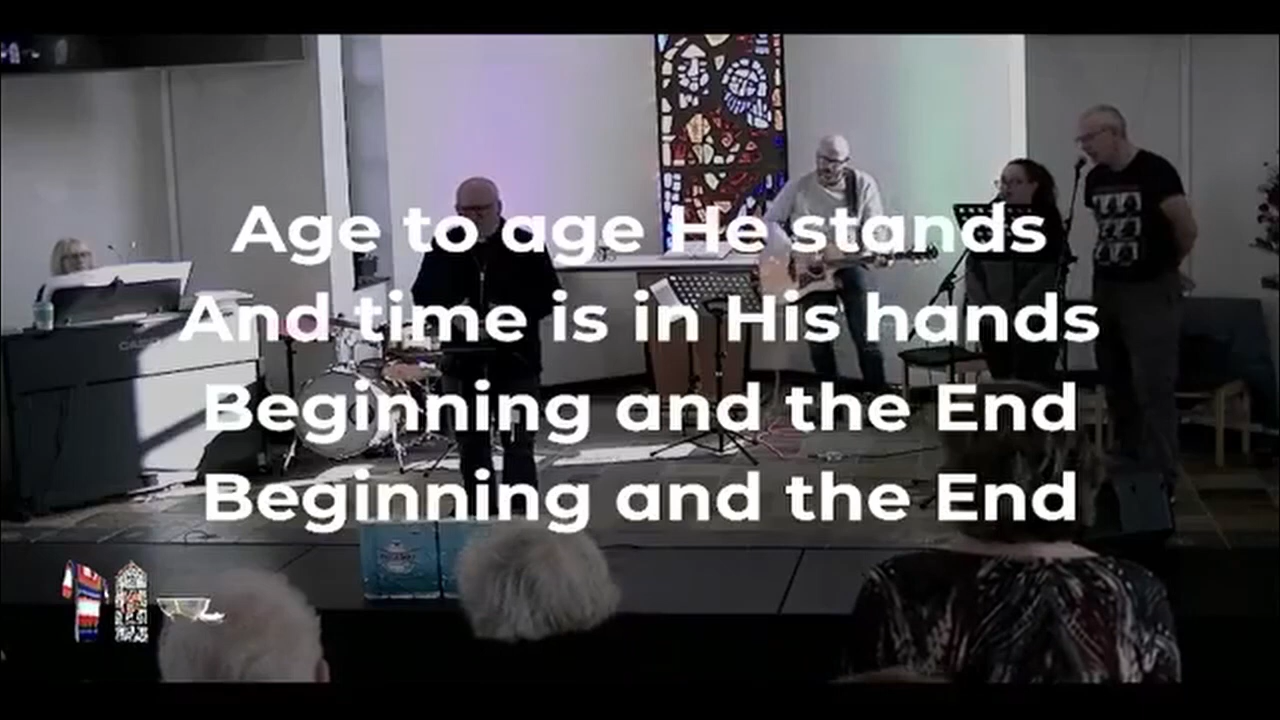 Age to age He stands
And time is in His hands
Beginning and the End
Beginning and the End